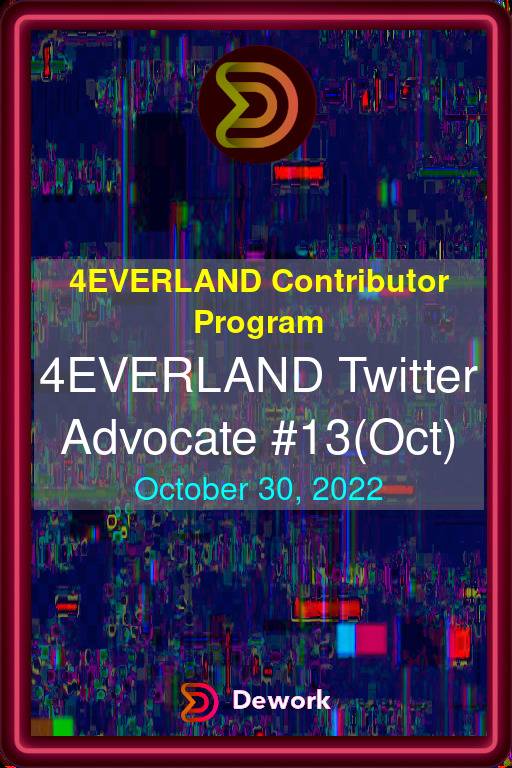 4EVERLAND Contributor
Program
4EVERLAND Twitter
Advocate #13(Oct)
October 30, 2022
Dework